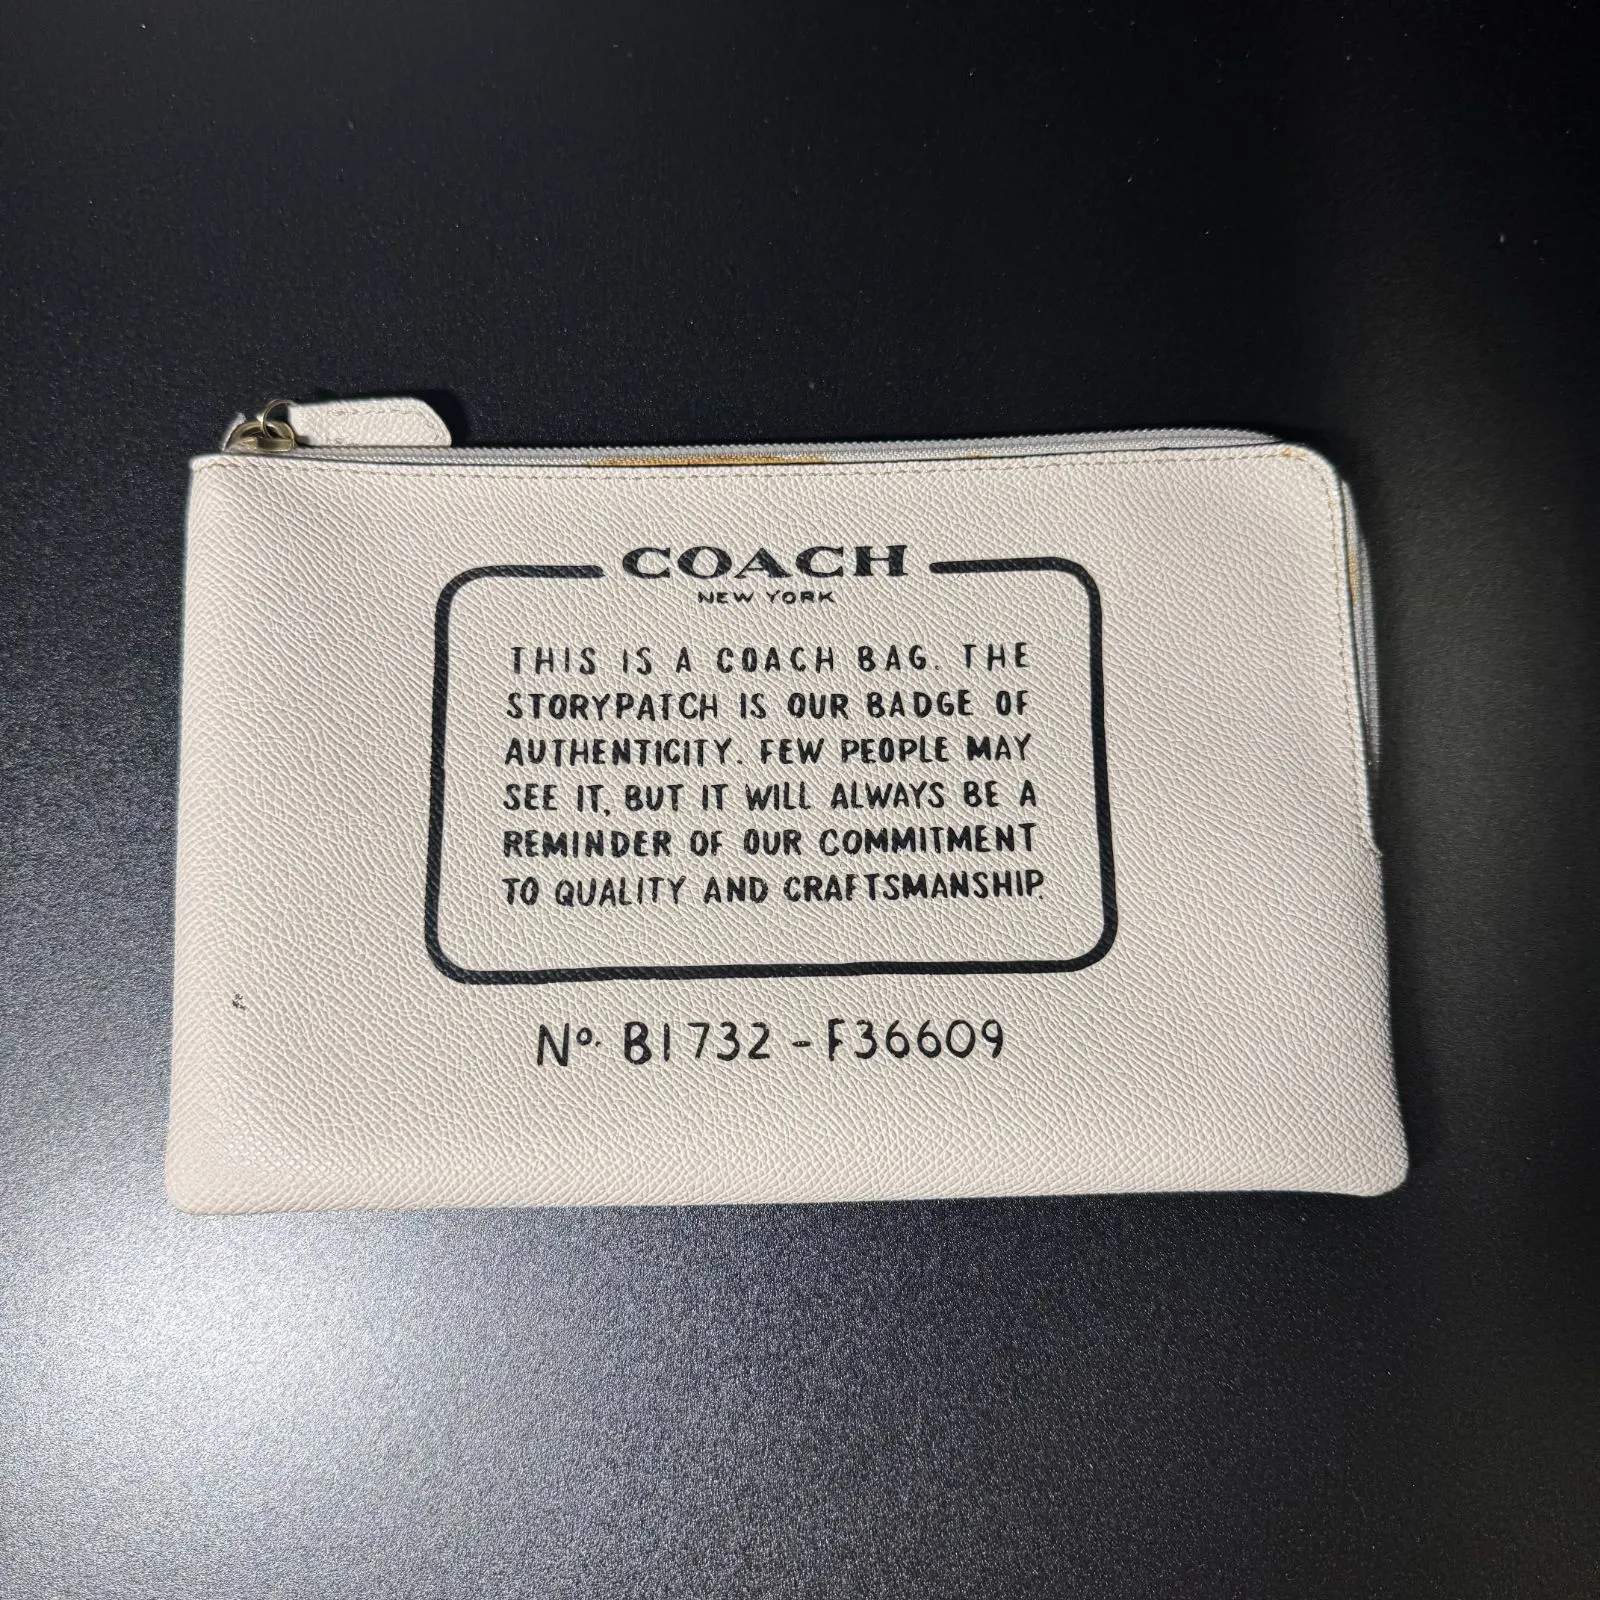 COACH
NEW YORK
THIS IS A COACH BAG. THE
STORYPATCH IS OUR BADGE OF
AUTHENTICITY. FEW PEOPLE MAY
SEE IT, BUT IT WILL ALWAYS BE A
REMINDER OF OUR COMMITMENT
TO QUALITY AND CRAFTSMANSHIP.
Nº. B1732-F36609